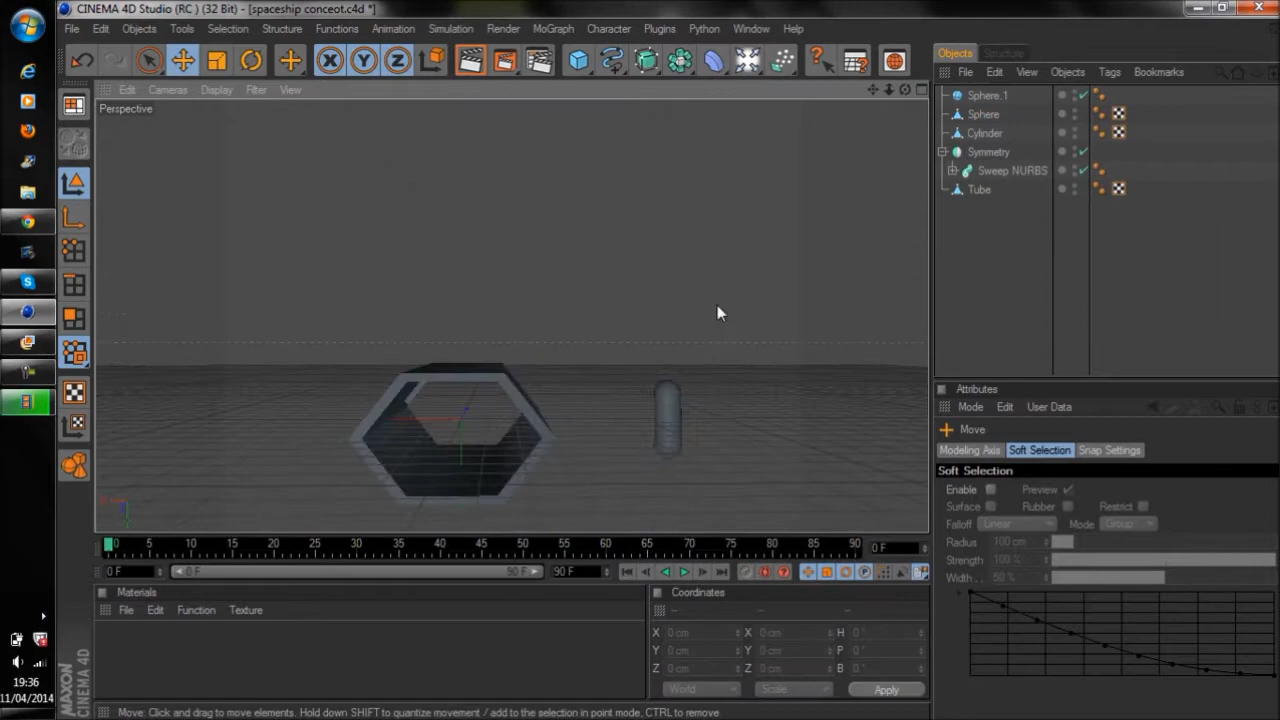 CINEMA 4D Studio (RC ) (32 Bit) - [spaceship conceot.c4d *]
File Edit Objects Tools Selection Structure Functions Animation Simulation Render MoGraph Character Plugins Python Window Help
Objects Structure
File Edit View Objects Tags Bookmarks
Edit Cameras Display Filter View
Perspective
Sphere.1
Sphere
Cylinder
Symmetry
Sweep NURBS
Tube
Attributes
Mode Edit User Data
Move
Modeling Axis Soft Selection Snap Settings
Soft Selection
Enable Preview
Surface Rubber Restrict
Falloff Linear Mode Group
Radius 100 cm
Strength 100 %
Width . . 50 %
0 5 10 15 20 25 30 35 40 45 50 55 60 65 70 75 80 85 90 0 F
0 F 0 F 90 F 90 F
Materials
File Edit Function Texture
Coordinates
-- -- --
X 0 cm X 0 cm H 0 °
Y 0 cm Y 0 cm P 0 °
Z 0 cm Z 0 cm B 0 °
World Scale Apply
MAXON
CINEMA 4D
Move: Click and drag to move elements. Hold down SHIFT to quantize movement / add to the selection in point mode, CTRL to remove
19:36
11/04/2014